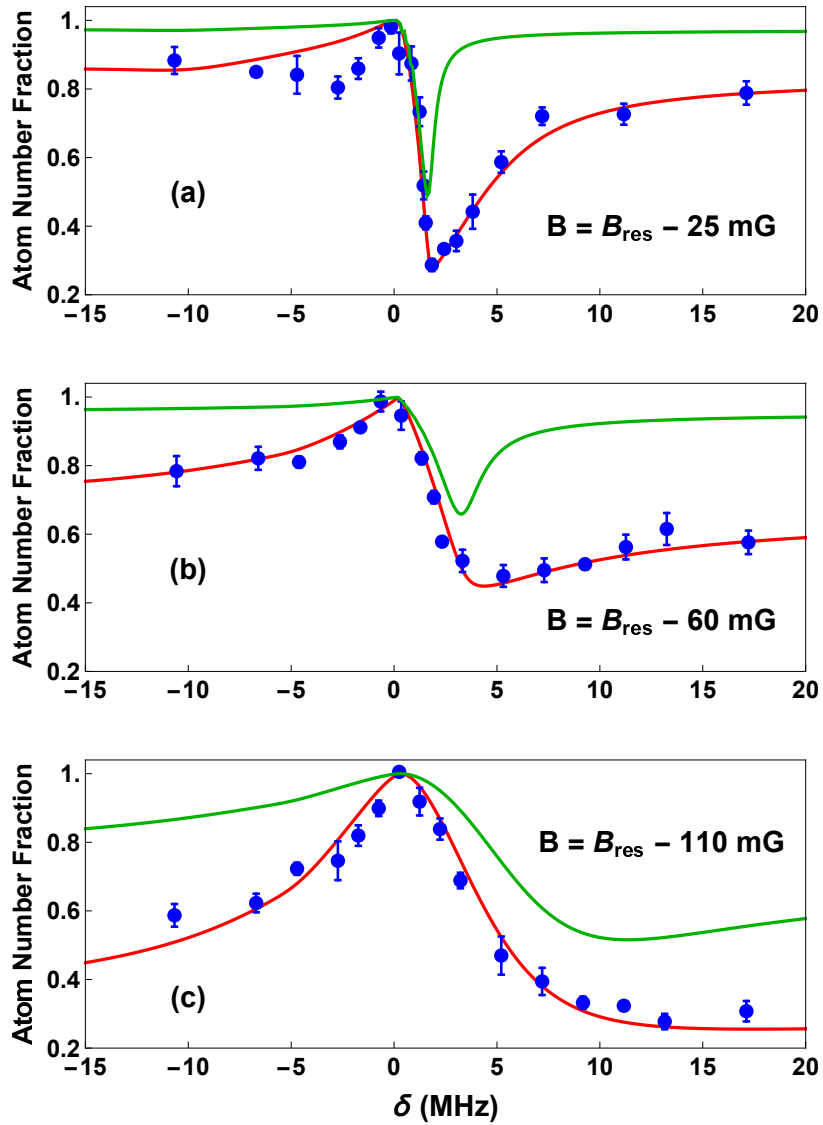 1.
0.8
0.6
0.4
0.2
Atom Number Fraction
(a)
B = Bres − 25 mG
−15 −10 −5 0 5 10 15 20
1.
0.8
0.6
0.4
0.2
Atom Number Fraction
(b)
B = Bres − 60 mG
−15 −10 −5 0 5 10 15 20
1.
0.8
0.6
0.4
0.2
Atom Number Fraction
B = Bres − 110 mG
(c)
−15 −10 −5 0 5 10 15 20
δ (MHz)